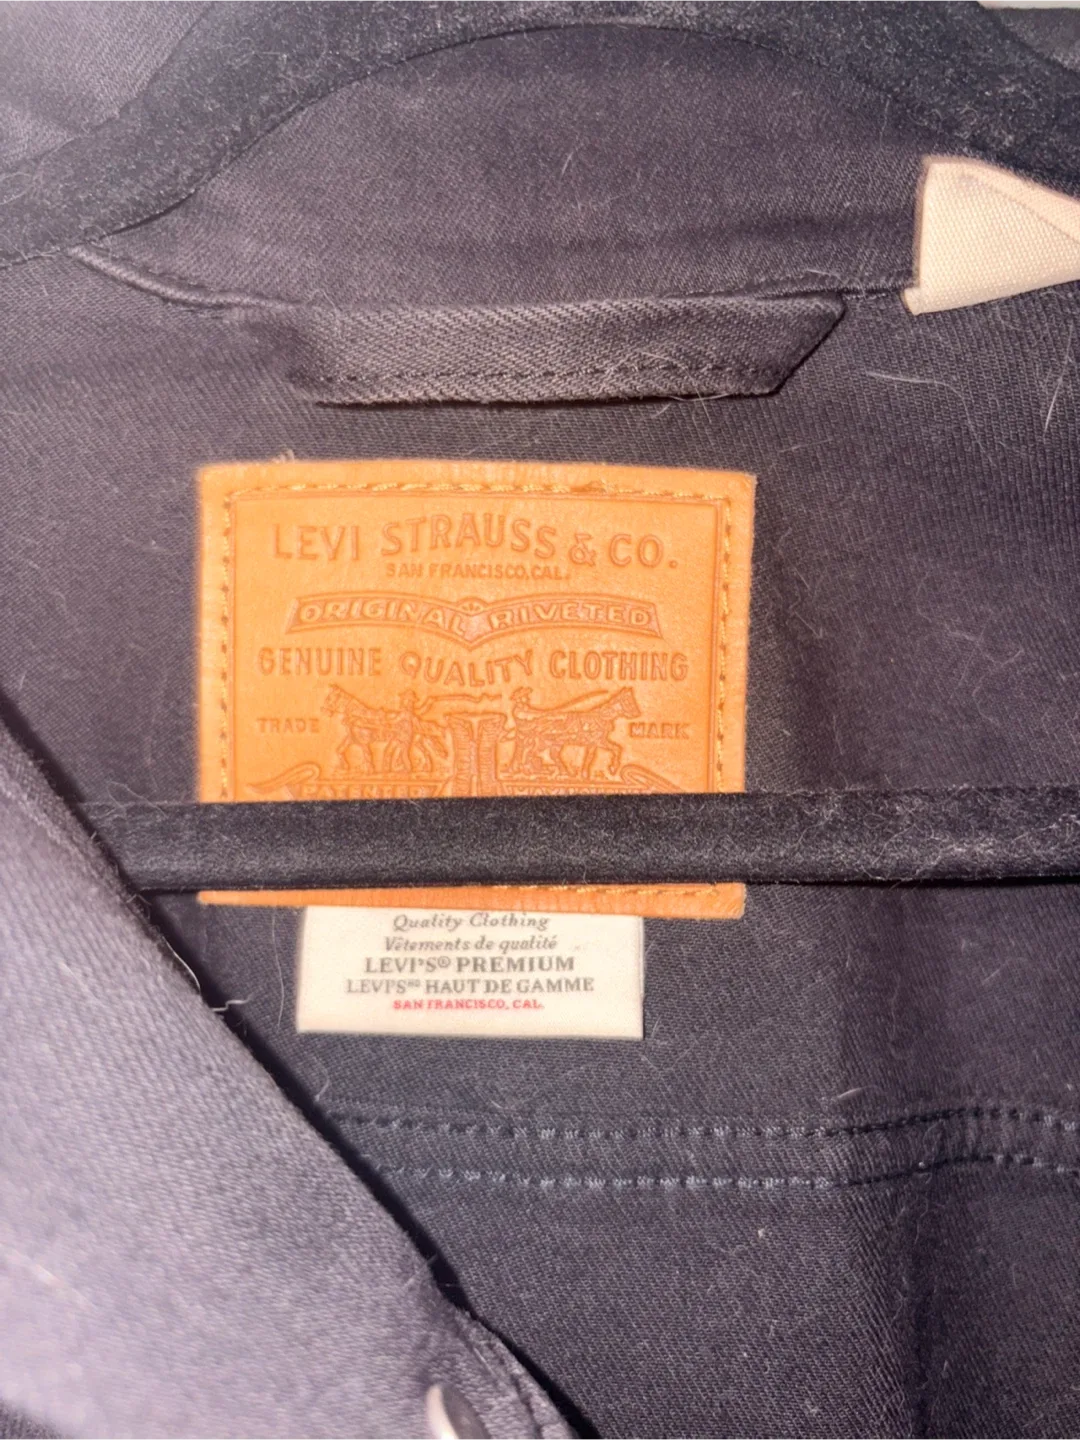 LEVI STRAUSS & CO.
SAN FRANCISCO, CAL.
ORIGINAL RIVETED
GENUINE QUALITY CLOTHING
TRADE MARK
PATENTED
Quality Clothing
Vêtements de qualité
LEVI'S® PREMIUM
LEVI'S HAUT DE GAMME
SAN FRANCISCO, CAL.